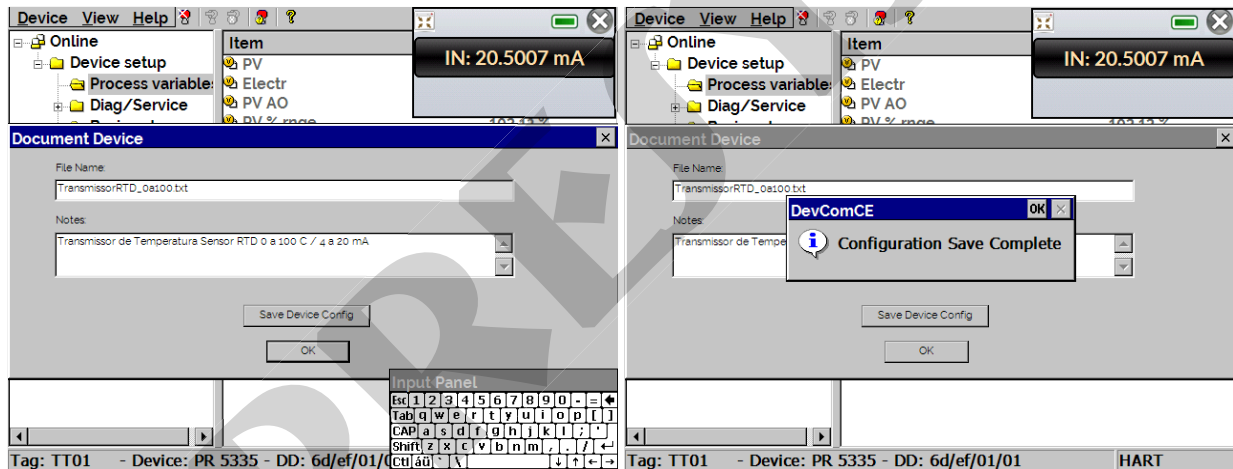 Device View Help
Online
Device setup
Process variable
Diag/Service
Item
PV
Electr
PV AO
PV % rnge
103.13 %
IN: 20.5007 mA
Document Device
File Name:
TransmissorRTD_0a100.txt
Notes:
Transmissor de Temperatura Sensor RTD 0 a 100 C / 4 a 20 mA
Save Device Config
OK
Input Panel
Esc 1 2 3 4 5 6 7 8 9 0 - =
Tab q w e r t y u i o p [ ]
CAP a s d f g h j k l ; '
Shift z x c v b n m , . /
Ctl áü ` \
Tag: TT01 - Device: PR 5335 - DD: 6d/ef/01/
Device View Help
Online
Device setup
Process variable
Diag/Service
Item
PV
Electr
PV AO
PV % rnge
IN: 20.5007 mA
Document Device
File Name:
TransmissorRTD_0a100.txt
Notes:
Transmissor de Tempe
DevComCE OK
Configuration Save Complete
Save Device Config
OK
Tag: TT01 - Device: PR 5335 - DD: 6d/ef/01/01 HART